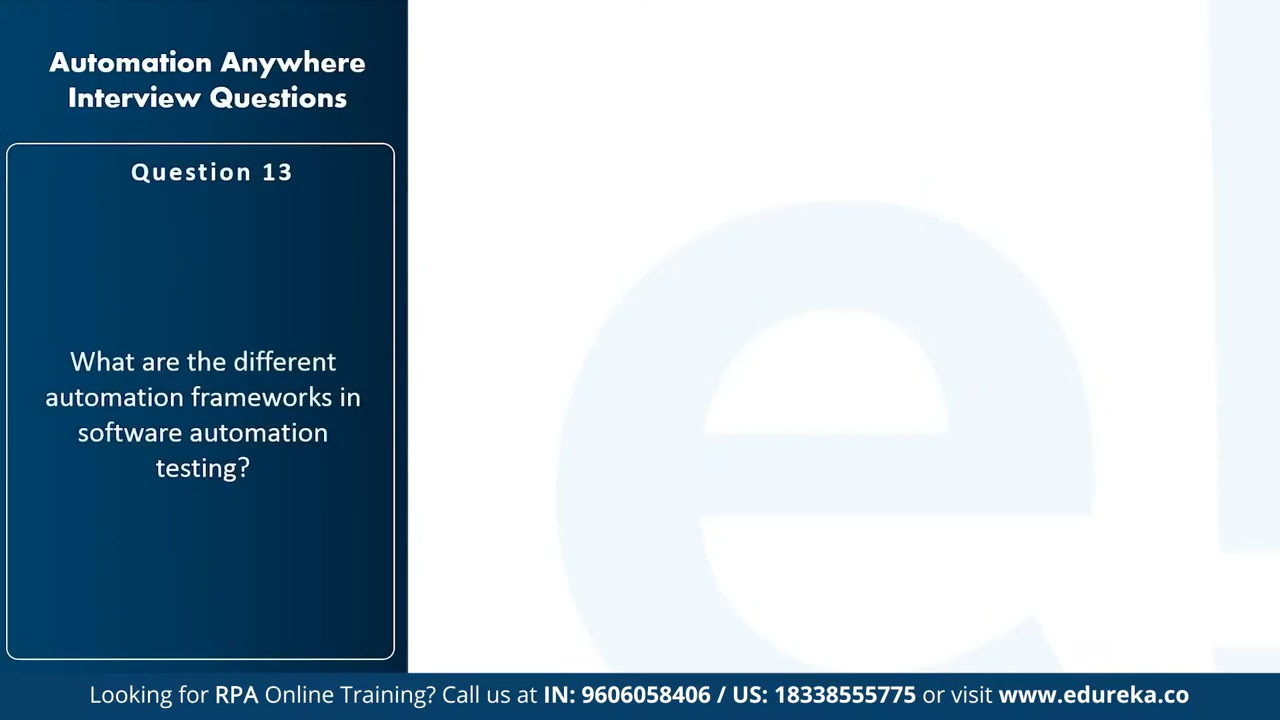 Automation Anywhere
Interview Questions
Question 13
What are the different
automation frameworks in
software automation
testing?
Looking for RPA Online Training? Call us at IN: 9606058406 / US: 18338555775 or visit www.edureka.co